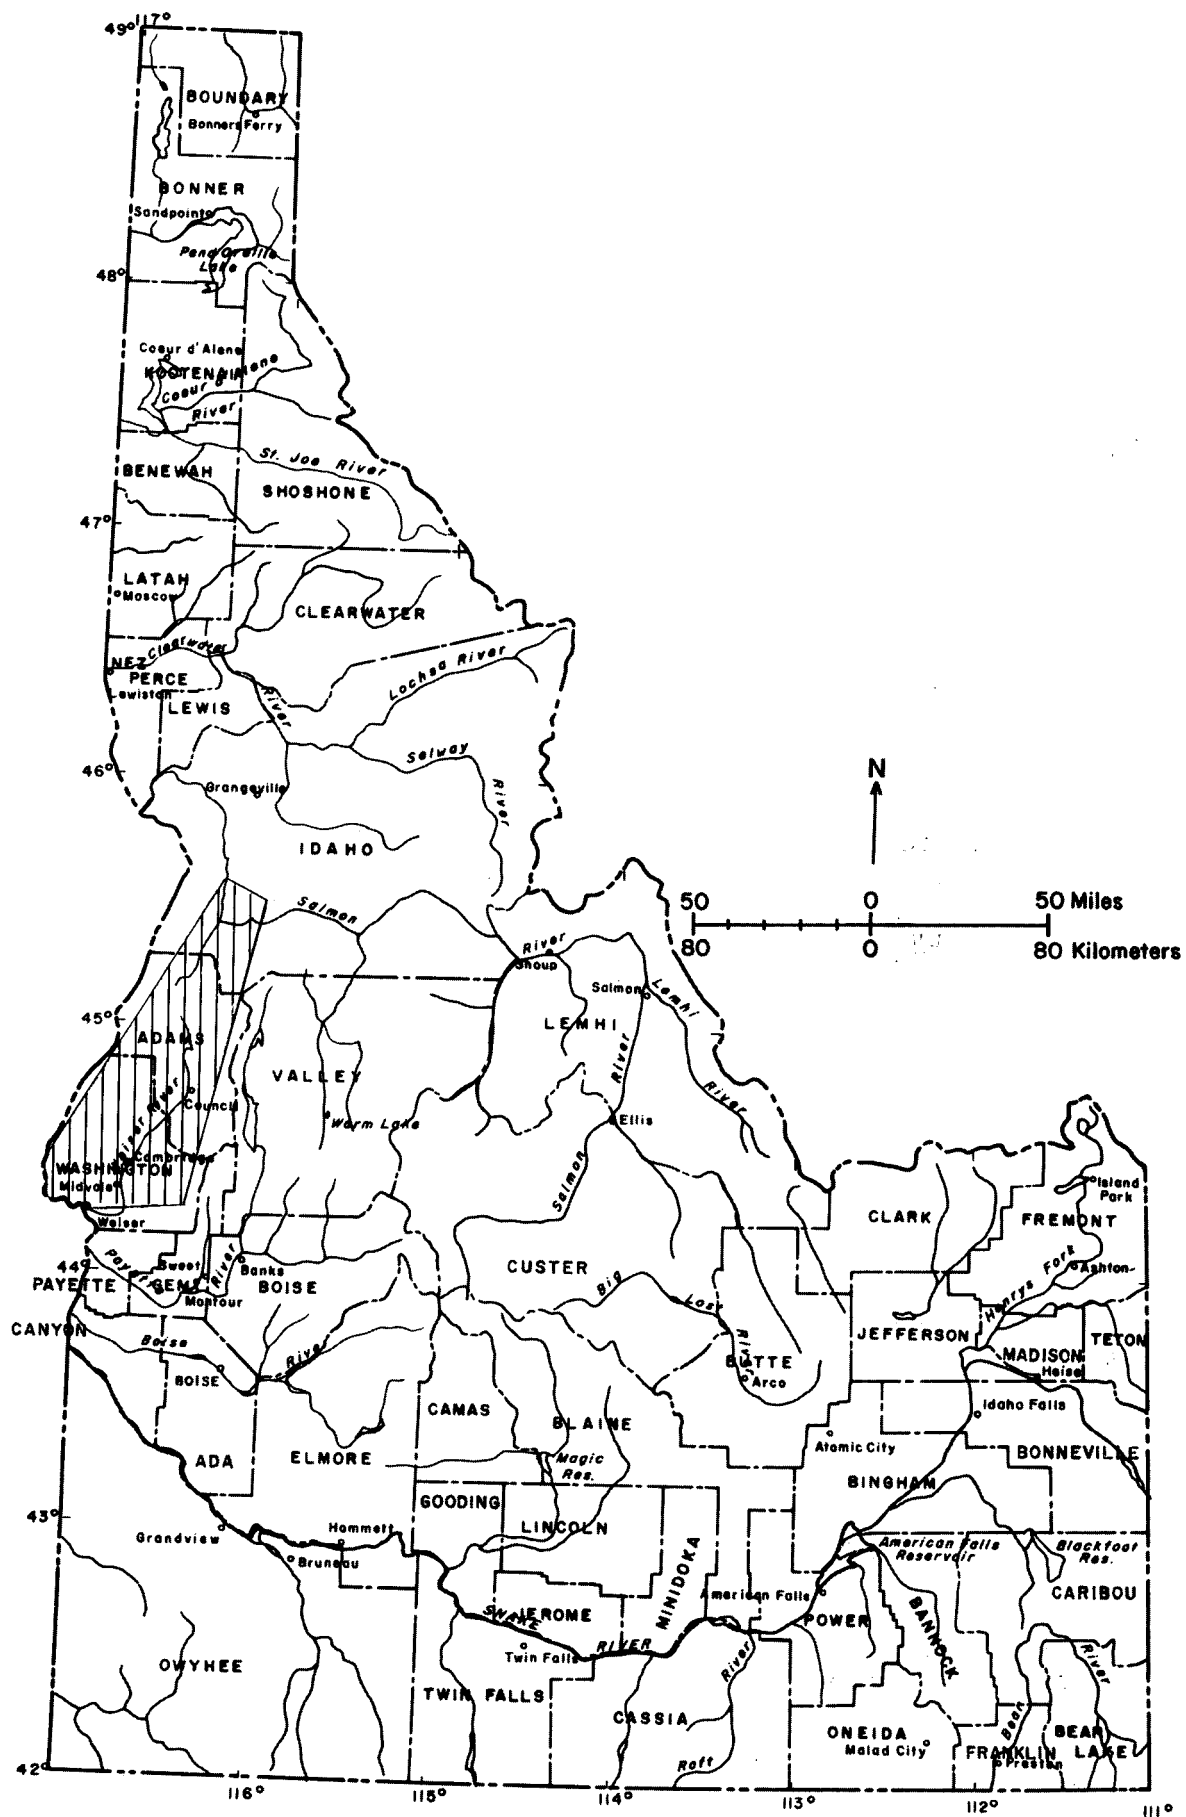 49°
117°
BOUNDARY
Bonners Ferry
BONNER
Sandpoint
Pend Oreille
Lake
48°
Coeur d'Alene
KOOTENAI
Coeur d'Alene
River
St. Joe River
BENEWAH
SHOSHONE
47°
LATAH
Moscow
CLEARWATER
Clearwater
NEZ
PERCE
Lewiston
LEWIS
River
Lochsa River
Selway
River
46°
Grangeville
IDAHO
N
50 0 50 Miles
80 0 80 Kilometers
Salmon
River
Shoup
Salmon
Lemhi
River
LEMHI
River
45°
ADAMS
VALLEY
Council
Weiser River
Warm Lake
Ellis
Cambridge
WASHINGTON
Midvale
Weiser
Salmon
Island
Park
CLARK
FREMONT
44°
Payette
River
Sweet
Banks
PAYETTE
GEM
BOISE
Montour
CUSTER
Big
Lost
River
Henrys Fork
Ashton
CANYON
Boise
River
BOISE
BUTTE
Arco
JEFFERSON
MADISON
TETON
Heise
Idaho Falls
CAMAS
BLAINE
Atomic City
ADA
ELMORE
Magic
Res.
BONNEVILLE
BINGHAM
43°
GOODING
LINCOLN
Grandview
Hammett
Bruneau
American Falls
Reservoir
Blackfoot
Res.
MINIDOKA
American Falls
CARIBOU
SNAKE
RIVER
JEROME
POWER
BANNOCK
Twin Falls
River
OWYHEE
TWIN FALLS
CASSIA
Raft
ONEIDA
Malad City
Bear
River
FRANKLIN
Preston
BEAR
LAKE
42°
116°
115°
114°
113°
112°
111°